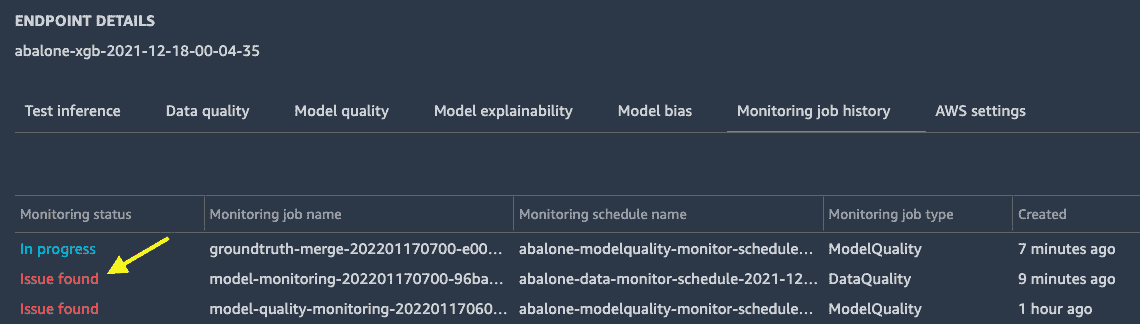 ENDPOINT DETAILS
abalone-xgb-2021-12-18-00-04-35
Test inference Data quality Model quality Model explainability Model bias Monitoring job history AWS settings
Monitoring status Monitoring job name Monitoring schedule name Monitoring job type Created
In progress groundtruth-merge-202201170700-e00... abalone-modelquality-monitor-schedule... ModelQuality 7 minutes ago
Issue found model-monitoring-202201170700-96ba... abalone-data-monitor-schedule-2021-12... DataQuality 9 minutes ago
Issue found model-quality-monitoring-20220117060... abalone-modelquality-monitor-schedule... ModelQuality 1 hour ago